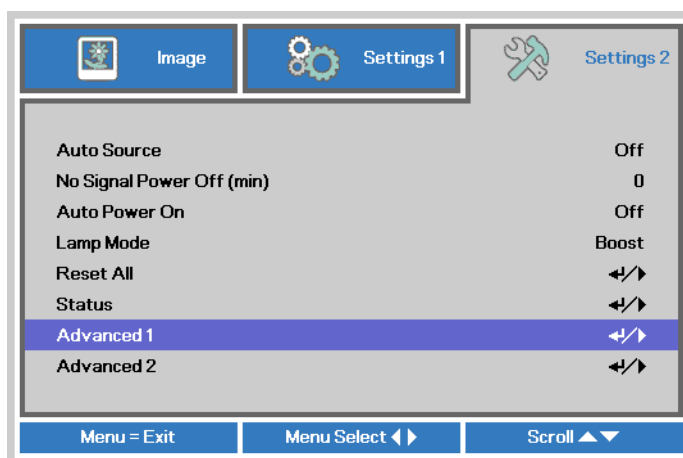 Image Settings 1 Settings 2
Auto Source Off
No Signal Power Off (min) 0
Auto Power On Off
Lamp Mode Boost
Reset All ↵/▶
Status ↵/▶
Advanced 1 ↵/▶
Advanced 2 ↵/▶
Menu = Exit Menu Select ◀ ▶ Scroll ▲▼